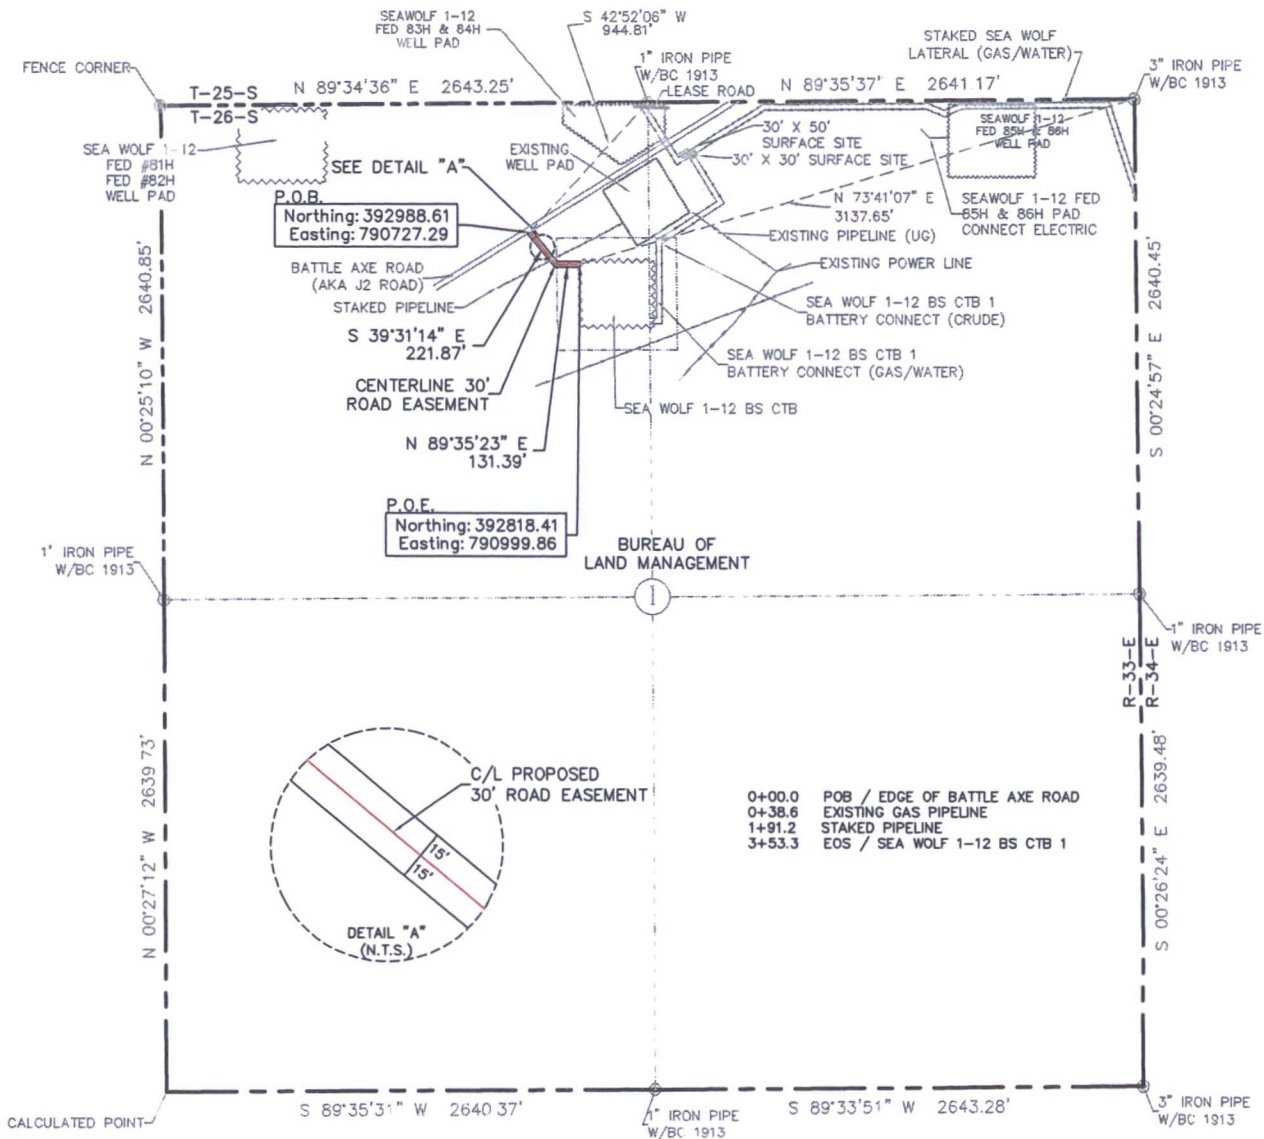 SEAWOLF 1-12
FED 83H & 84H
WELL PAD
S 42°52'06" W
944.81'
STAKED SEA WOLF
LATERAL (GAS/WATER)
FENCE CORNER
1" IRON PIPE
W/BC 1913
LEASE ROAD
3" IRON PIPE
W/BC 1913
N 89°34'36" E 2643.25'
N 89°35'37" E 2641.17'
T-25-S
T-26-S
SEA WOLF 1-12
FED #81H
FED #82H
WELL PAD
SEE DETAIL "A"
EXISTING
WELL PAD
30' X 50'
SURFACE SITE
30' X 30' SURFACE SITE
SEAWOLF 1-12
FED 85H & 86H
WELL PAD
P.O.B.
Northing: 392988.61
Easting: 790727.29
N 73°41'07" E
3137.65'
SEAWOLF 1-12 FED
85H & 86H PAD
CONNECT ELECTRIC
EXISTING PIPELINE (UG)
EXISTING POWER LINE
BATTLE AXE ROAD
(AKA J2 ROAD)
STAKED PIPELINE
SEA WOLF 1-12 BS CTB 1
BATTERY CONNECT (CRUDE)
S 39°31'14" E
221.87'
SEA WOLF 1-12 BS CTB 1
BATTERY CONNECT (GAS/WATER)
CENTERLINE 30'
ROAD EASEMENT
SEA WOLF 1-12 BS CTB
N 89°35'23" E
131.39'
N 00°25'10" W 2640.85'
S 00°24'57" E 2640.45'
P.O.E.
Northing: 392818.41
Easting: 790999.86
BUREAU OF
LAND MANAGEMENT
1" IRON PIPE
W/BC 1913
1
1" IRON PIPE
W/BC 1913
R-33-E
R-34-E
C/L PROPOSED
30' ROAD EASEMENT
15'
15'
DETAIL "A"
(N.T.S.)
0+00.0 POB / EDGE OF BATTLE AXE ROAD
0+38.6 EXISTING GAS PIPELINE
1+91.2 STAKED PIPELINE
3+53.3 EOS / SEA WOLF 1-12 BS CTB 1
N 00°27'12" W 2639.73'
S 00°26'24" E 2639.48'
CALCULATED POINT
S 89°35'31" W 2640.37'
1" IRON PIPE
W/BC 1913
S 89°33'51" W 2643.28'
3" IRON PIPE
W/BC 1913